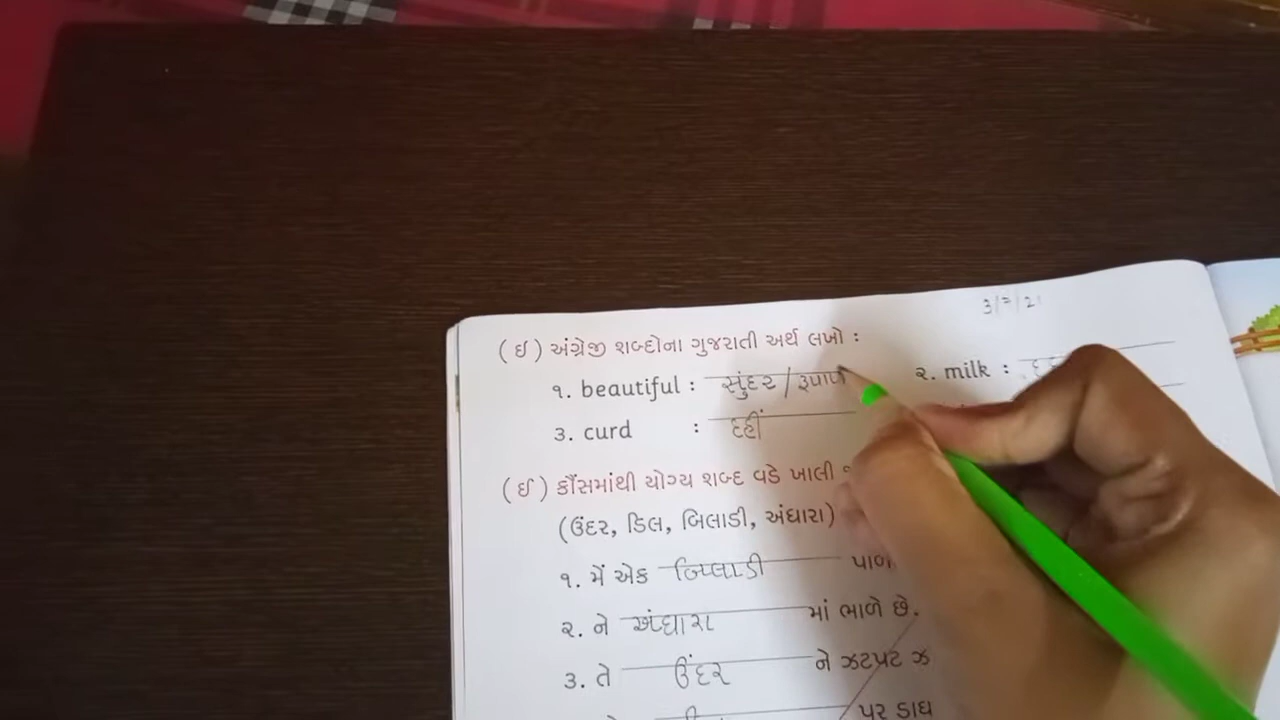 3/7/21
(ઇ) અંગ્રેજી શબ્દોના ગુજરાતી અર્થ લખો :
૧. beautiful : સુંદર / રૂપાળ ૨. milk :
૩. curd : દહીં
(ઈ) કૌંસમાંથી યોગ્ય શબ્દ વડે ખાલી
(ઉંદર, ડિલ, બિલાડી, અંધારા)
૧. મેં એક બિલાડી પાળ
૨. ને અંધારા માં ભાળે છે.
૩. તે ઉંદર ને ઝટપટ ઝ
પર ડાઘ